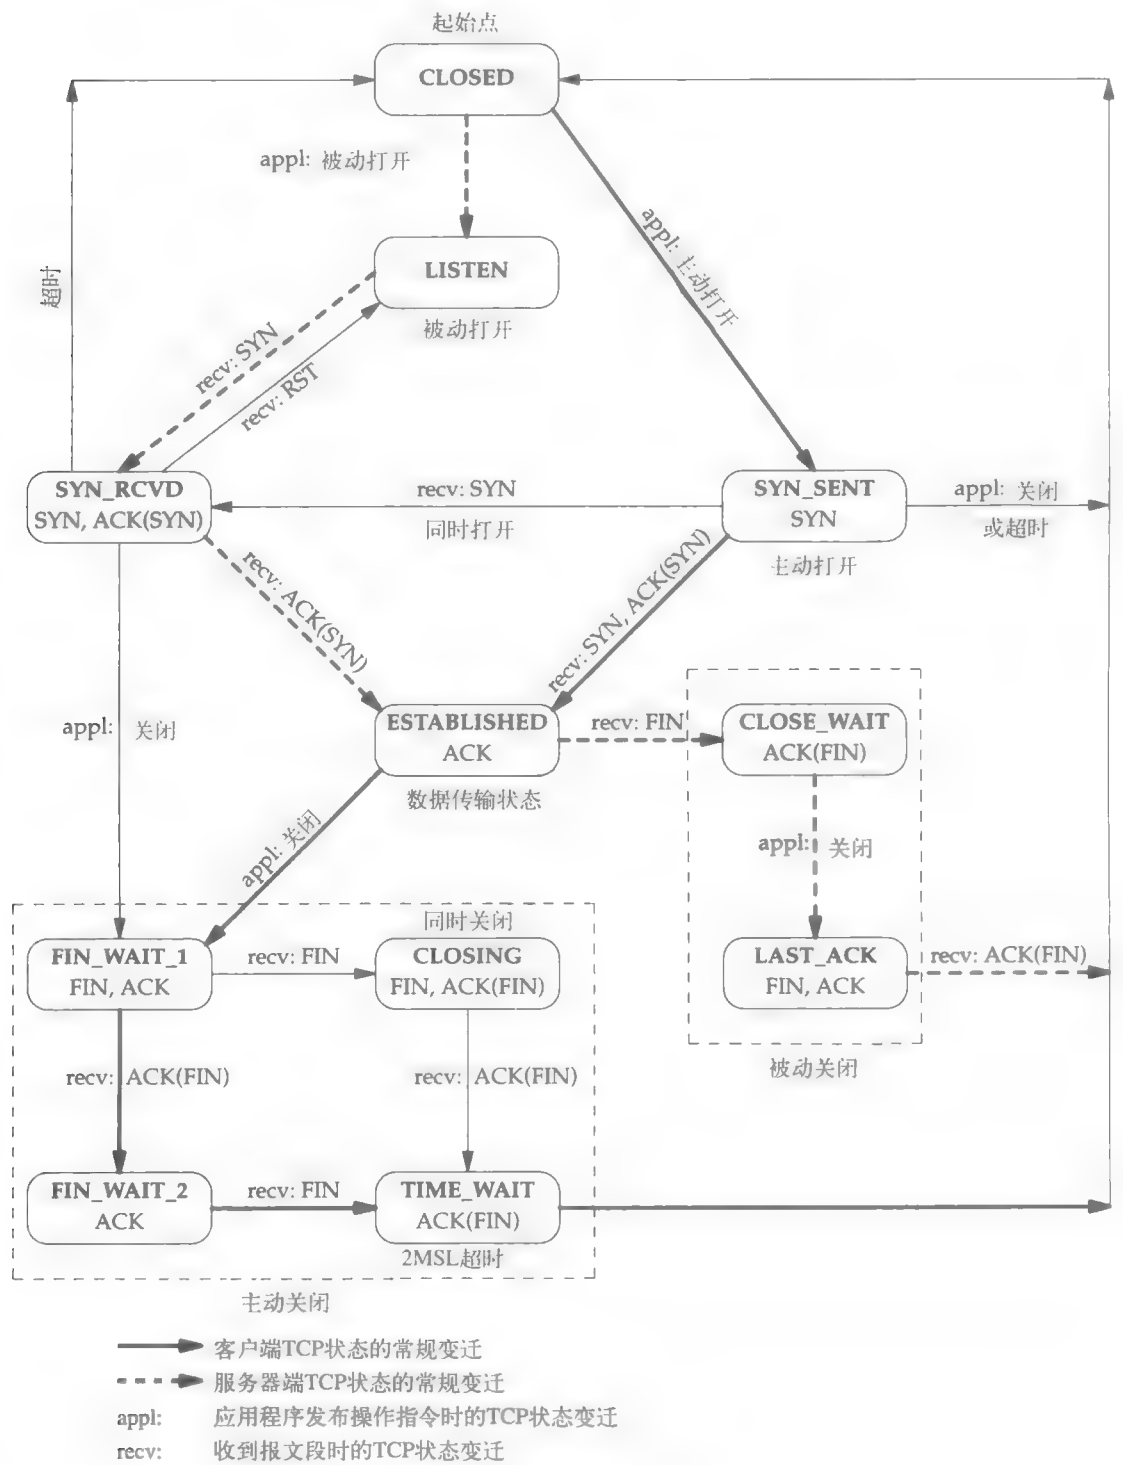 起始点
CLOSED
appl: 被动打开
appl: 主动打开
LISTEN
被动打开
超时
recv: SYN
recv: RST
SYN_RCVD
SYN, ACK(SYN)
recv: SYN
同时打开
SYN_SENT
SYN
主动打开
appl: 关闭
或超时
recv: ACK(SYN)
recv: SYN, ACK(SYN)
appl: 关闭
ESTABLISHED
ACK
数据传输状态
recv: FIN
CLOSE_WAIT
ACK(FIN)
appl: 关闭
appl: 关闭
LAST_ACK
FIN, ACK
recv: ACK(FIN)
被动关闭
同时关闭
FIN_WAIT_1
FIN, ACK
recv: FIN
CLOSING
FIN, ACK(FIN)
recv: ACK(FIN)
recv: ACK(FIN)
FIN_WAIT_2
ACK
recv: FIN
TIME_WAIT
ACK(FIN)
2MSL超时
主动关闭
客户端TCP状态的常规变迁
服务器端TCP状态的常规变迁
appl: 应用程序发布操作指令时的TCP状态变迁
recv: 收到报文段时的TCP状态变迁